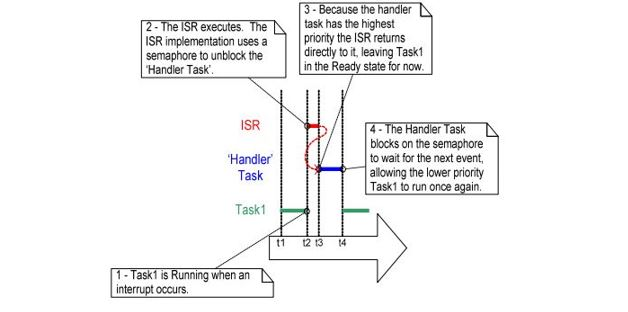 2 - The ISR executes.  The
ISR implementation uses a
semaphore to unblock the
‘Handler Task’.
3 - Because the handler
task has the highest
priority the ISR returns
directly to it, leaving Task1
in the Ready state for now.
ISR
‘Handler’
Task
Task1
4 - The Handler Task
blocks on the semaphore
to wait for the next event,
allowing the lower priority
Task1 to run once again.
t1 t2 t3 t4
1 - Task1 is Running when an
interrupt occurs.